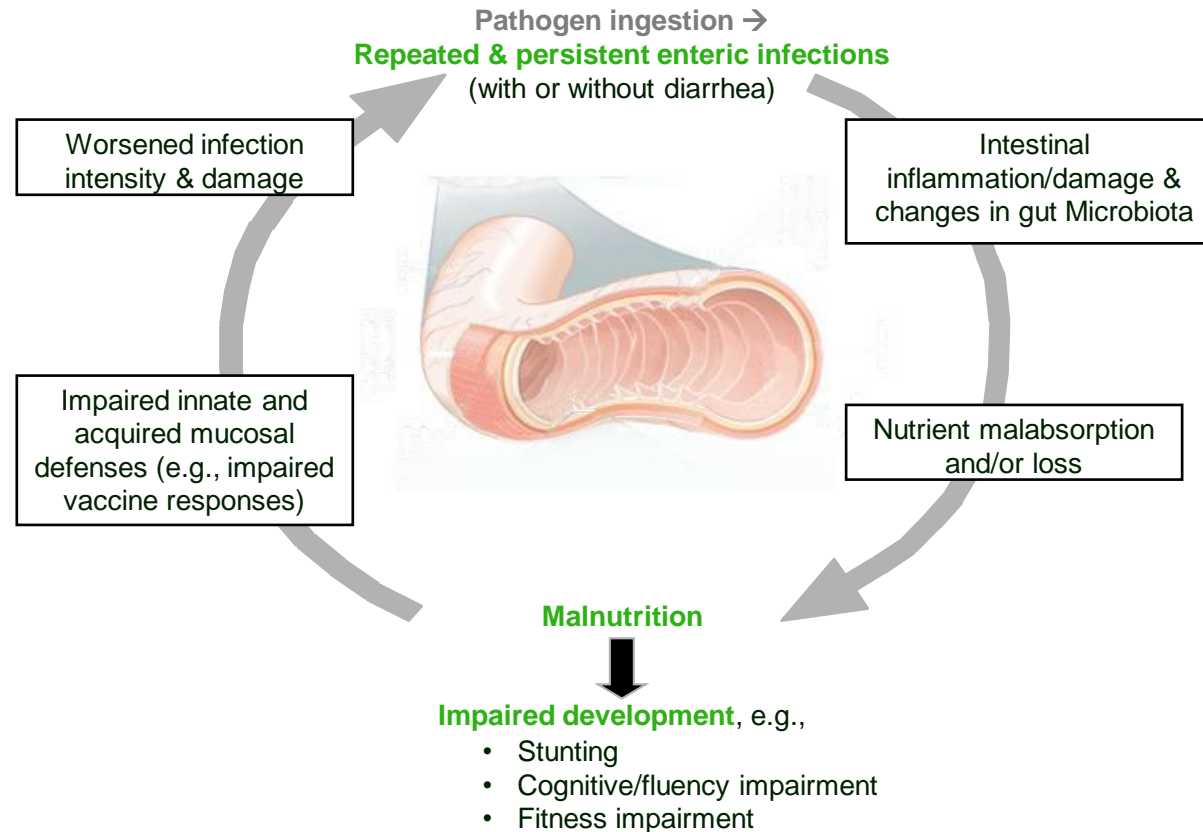 Pathogen ingestion →
Repeated & persistent enteric infections
(with or without diarrhea)
Worsened infection
intensity & damage
Intestinal
inflammation/damage &
changes in gut Microbiota
Impaired innate and
acquired mucosal
defenses (e.g., impaired
vaccine responses)
Nutrient malabsorption
and/or loss
Malnutrition
Impaired development, e.g.,
• Stunting
• Cognitive/fluency impairment
• Fitness impairment